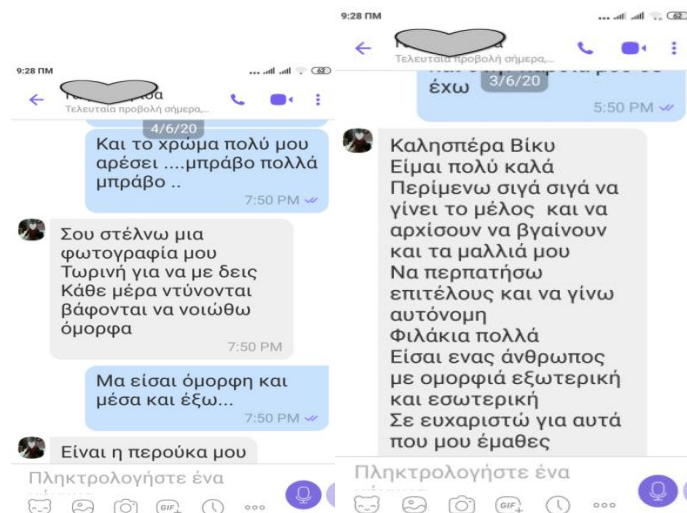 9:28 ΠΜ
62
Τελευταία προβολή σήμερα,...
4/6/20
Και το χρώμα πολύ μου
αρέσει ....μπράβο πολλά
μπράβο ..
7:50 PM
Σου στέλνω μια
φωτογραφία μου
Τωρινή για να με δεις
Κάθε μέρα ντύνονται
βάφονται να νοιώθω
όμορφα
7:50 PM
Μα είσαι όμορφη και
μέσα και έξω...
7:50 PM
Είναι η περούκα μου
Πληκτρολογήστε ένα
GIF
9:28 ΠΜ
62
Τελευταία προβολή σήμερα,...
έχω
3/6/20
5:50 PM
Καλησπέρα Βίκυ
Είμαι πολύ καλά
Περίμενω σιγά σιγά να
γίνει το μέλος και να
αρχίσουν να βγαίνουν
και τα μαλλιά μου
Να περπατήσω
επιτέλους και να γίνω
αυτόνομη
Φιλάκια πολλά
Είσαι ενας άνθρωπος
με ομορφιά εξωτερική
και εσωτερική
Σε ευχαριστώ για αυτά
που μου έμαθες
Πληκτρολογήστε ένα
GIF